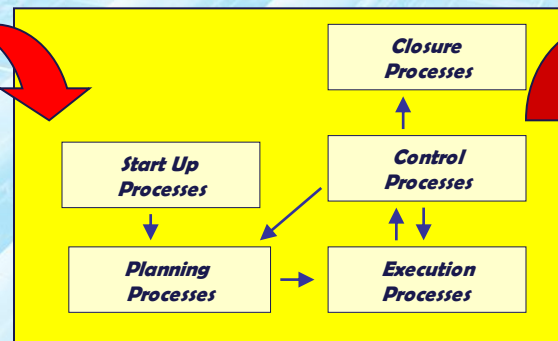 Closure
Processes
Start Up
Processes
Control
Processes
Planning
Processes
Execution
Processes